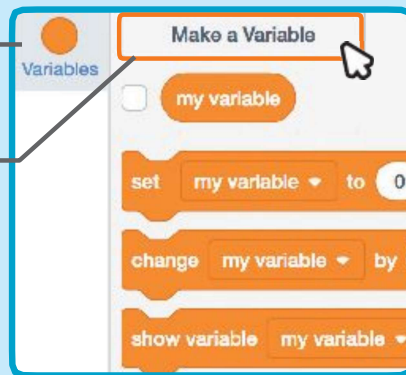 Make a Variable
Variables
my variable
set my variable to 0
change my variable by
show variable my variable